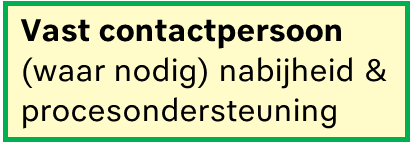 Vast contactpersoon
(waar nodig) nabijheid &
procesondersteuning